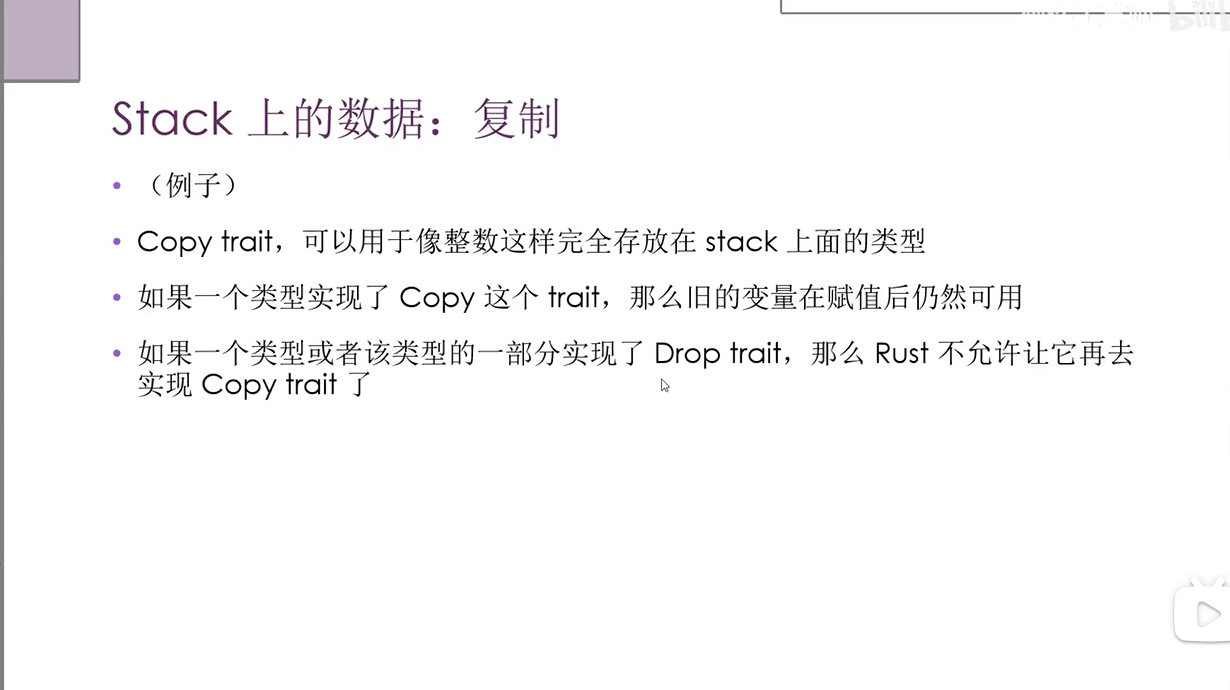 Stack 上的数据：复制
• （例子）
• Copy trait，可以用于像整数这样完全存放在 stack 上面的类型
• 如果一个类型实现了 Copy 这个 trait，那么旧的变量在赋值后仍然可用
• 如果一个类型或者该类型的一部分实现了 Drop trait，那么 Rust 不允许让它再去
实现 Copy trait 了